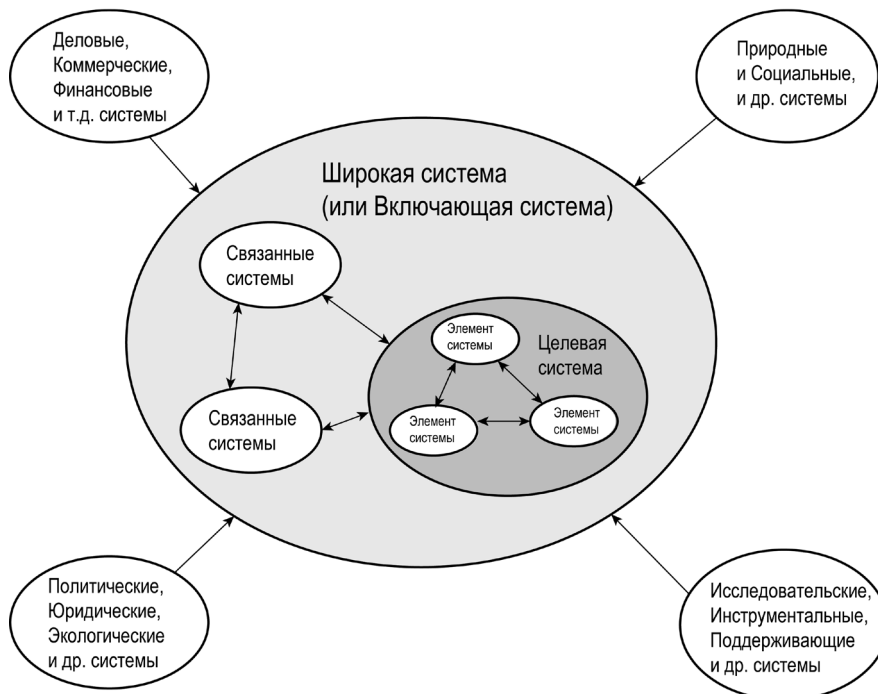 Деловые,
Коммерческие,
Финансовые
и т.д. системы
Природные
и Социальные,
и др. системы
Широкая система
(или Включающая система)
Связанные
системы
Элемент
системы
Целевая
система
Связанные
системы
Элемент
системы
Элемент
системы
Политические,
Юридические,
Экологические
и др. системы
Исследовательские,
Инструментальные,
Поддерживающие
и др. системы